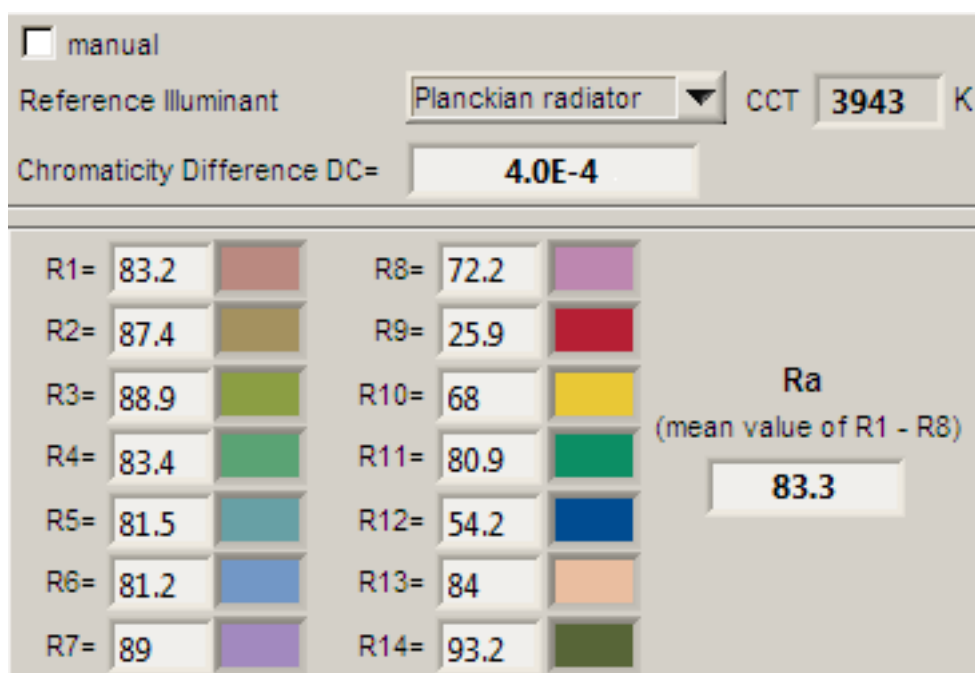 manual
Reference Illuminant Planckian radiator CCT 3943 K
Chromaticity Difference DC= 4.0E-4
R1= 83.2 R8= 72.2
R2= 87.4 R9= 25.9
R3= 88.9 R10= 68
R4= 83.4 R11= 80.9
R5= 81.5 R12= 54.2
R6= 81.2 R13= 84
R7= 89 R14= 93.2
Ra
(mean value of R1 - R8)
83.3